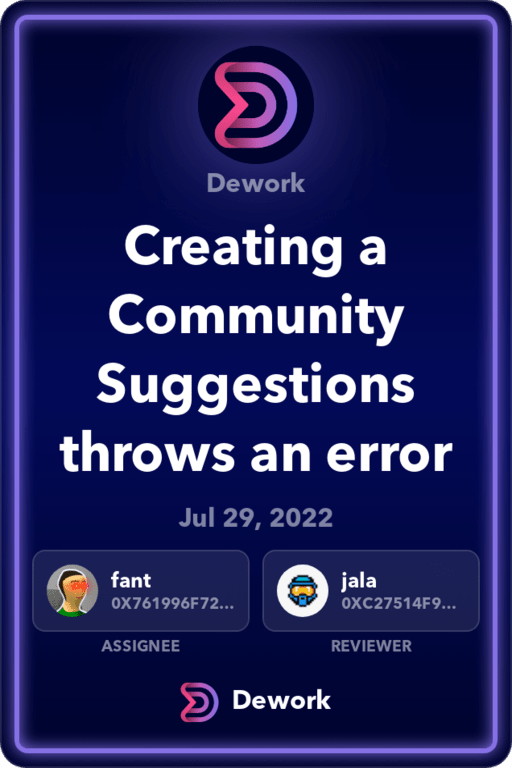 Dework
Creating a
Community
Suggestions
throws an error
Jul 29, 2022
fant
0X761996F72...
ASSIGNEE
jala
0XC27514F9...
REVIEWER
Dework